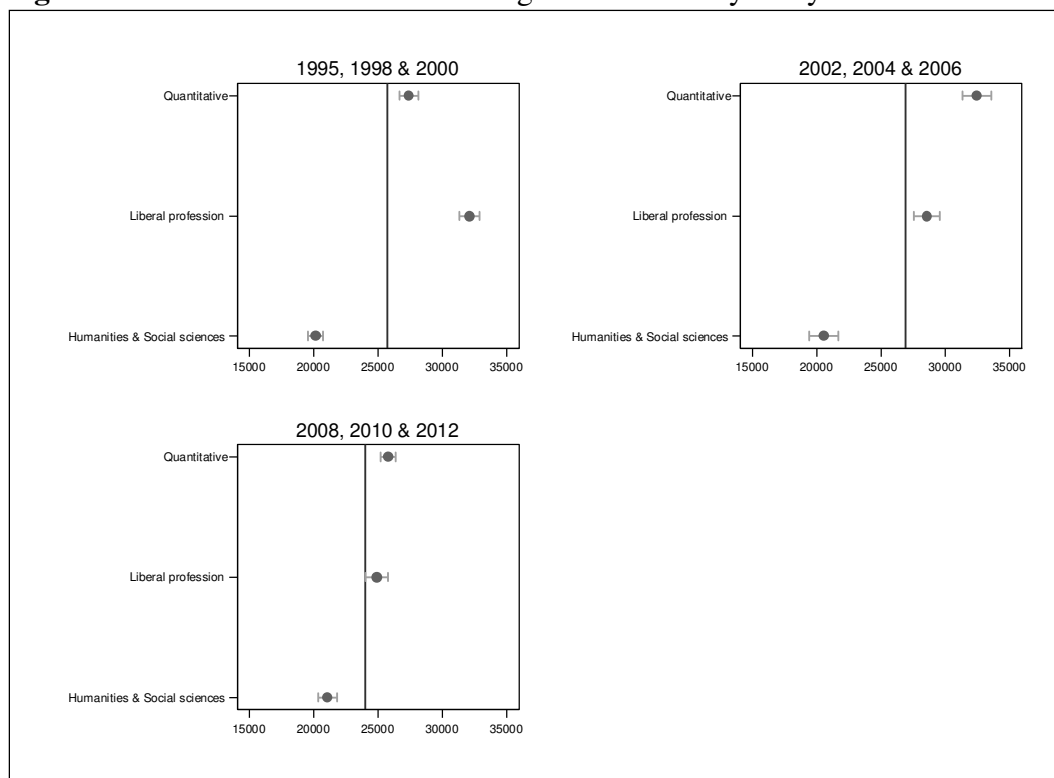 1995, 1998 & 2000
Quantitative
Liberal profession
Humanities & Social sciences
15000 20000 25000 30000 35000
2002, 2004 & 2006
Quantitative
Liberal profession
Humanities & Social sciences
15000 20000 25000 30000 35000
2008, 2010 & 2012
Quantitative
Liberal profession
Humanities & Social sciences
15000 20000 25000 30000 35000